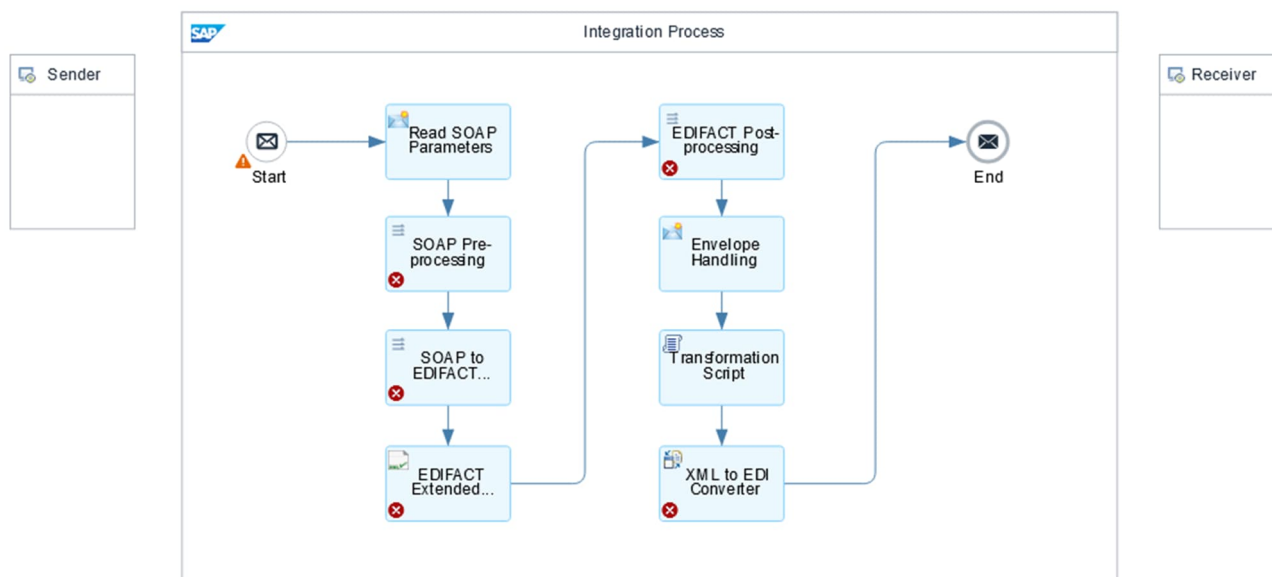 SAP
Integration Process
Sender
Receiver
Start
Read SOAP
Parameters
SOAP Pre-
processing
SOAP to
EDIFACT...
EDIFACT
Extended...
EDIFACT Post-
processing
Envelope
Handling
Transformation
Script
XML to EDI
Converter
End